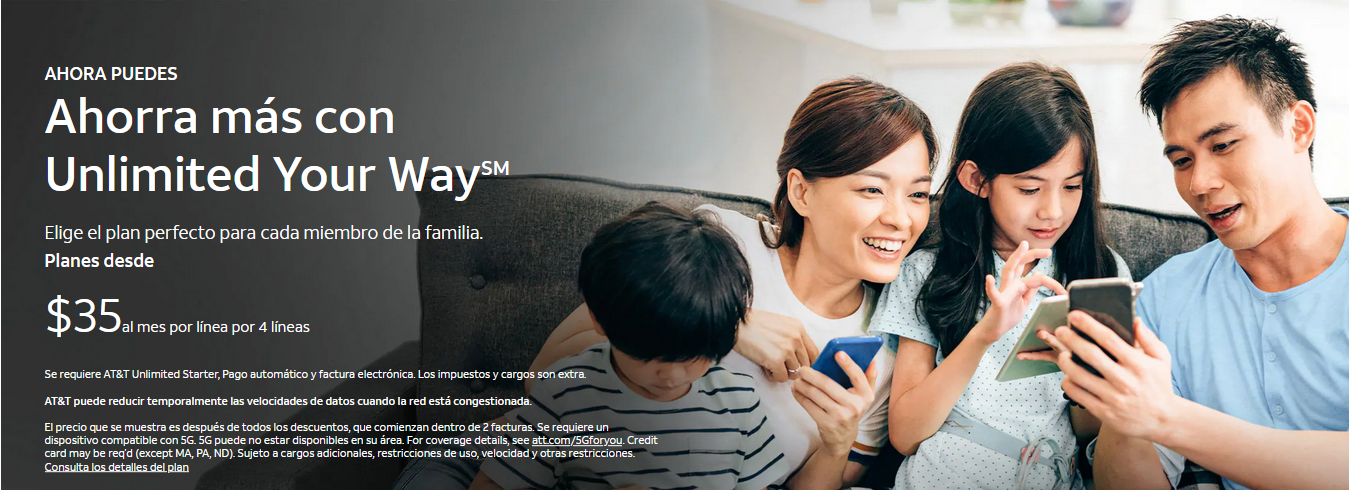 AHORA PUEDES
Ahorra más con
Unlimited Your Way℠
Elige el plan perfecto para cada miembro de la familia.
Planes desde
$35 al mes por línea por 4 líneas
Se requiere AT&T Unlimited Starter, Pago automático y factura electrónica. Los impuestos y cargos son extra.
AT&T puede reducir temporalmente las velocidades de datos cuando la red está congestionada.
El precio que se muestra es después de todos los descuentos, que comienzan dentro de 2 facturas. Se requiere un
dispositivo compatible con 5G. 5G puede no estar disponibles en su área. For coverage details, see att.com/5Gforyou. Credit
card may be req'd (except MA, PA, ND). Sujeto a cargos adicionales, restricciones de uso, velocidad y otras restricciones.
Consulta los detalles del plan